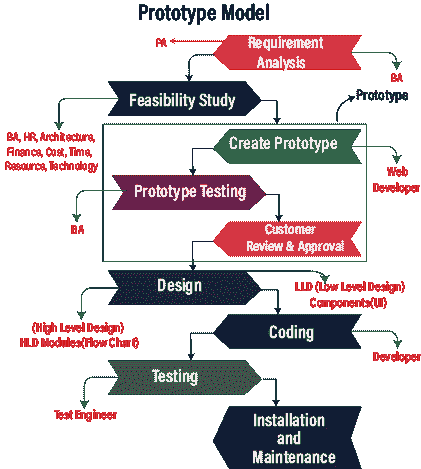 Prototype Model
PA
Requirement
Analysis
BA
Feasibility Study
Prototype
BA, HR, Architecture,
Finance, Cost, Time,
Resource, Technology
Create Prototype
Web
Developer
Prototype Testing
BA
Customer
Review & Approval
Design
LLD (Low Level Design)
Components(UI)
(High Level Design)
HLD Modules(Flow Chart)
Coding
Developer
Testing
Test Engineer
Installation
and
Maintenance